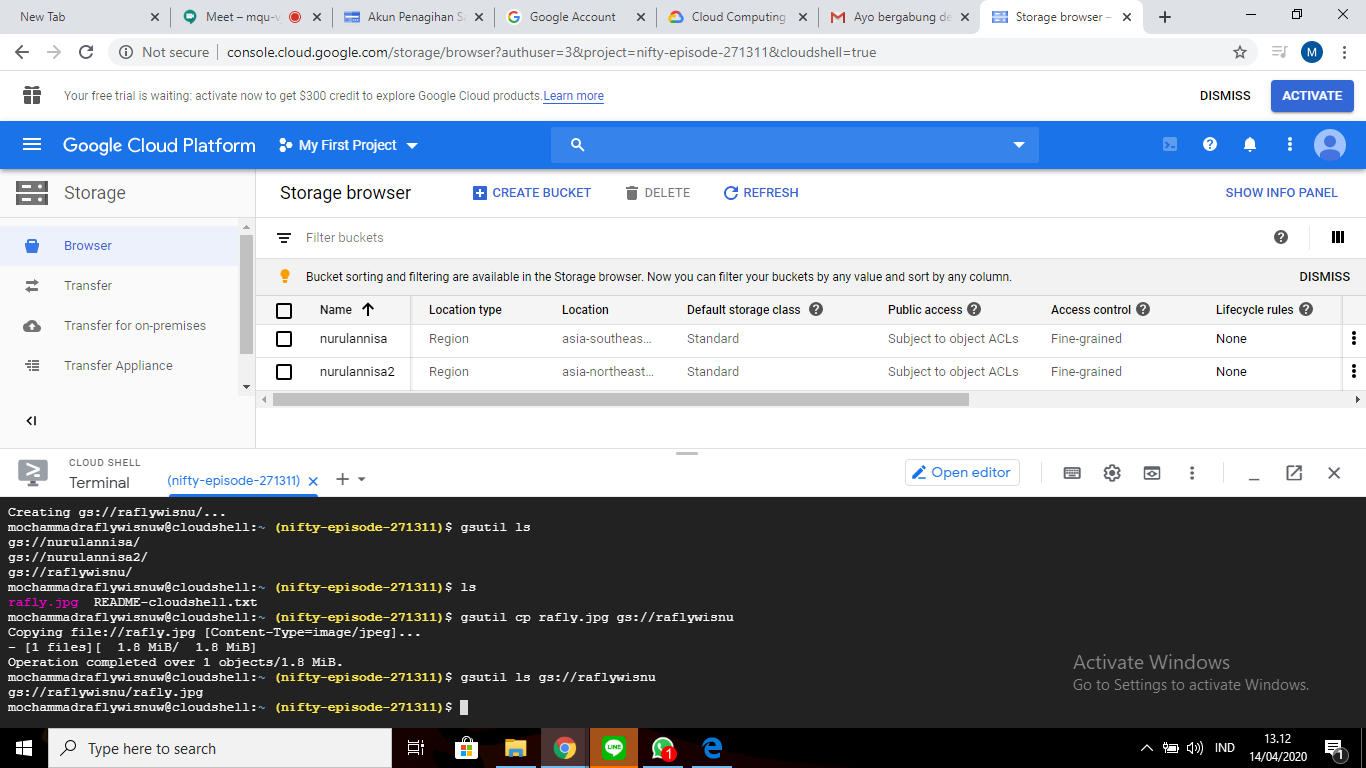 New Tab
Meet – mqu-v
Akun Penagihan Sa
Google Account
Cloud Computing
Ayo bergabung de
Storage browser –
Not secure
console.cloud.google.com/storage/browser?authuser=3&project=nifty-episode-271311&cloudshell=true
M
Your free trial is waiting: activate now to get $300 credit to explore Google Cloud products. Learn more
DISMISS
ACTIVATE
Google Cloud Platform
My First Project
Storage
Storage browser
CREATE BUCKET
DELETE
REFRESH
SHOW INFO PANEL
Browser
Transfer
Transfer for on-premises
Transfer Appliance
Filter buckets
Bucket sorting and filtering are available in the Storage browser. Now you can filter your buckets by any value and sort by any column.
DISMISS
Name Location type Location Default storage class Public access Access control Lifecycle rules
nurulannisa Region asia-southeas... Standard Subject to object ACLs Fine-grained None
nurulannisa2 Region asia-northeast... Standard Subject to object ACLs Fine-grained None
CLOUD SHELL
Terminal
(nifty-episode-271311)
Open editor
Creating gs://raflywisnu/...
mochammadraflywisnuw@cloudshell:~ (nifty-episode-271311)$ gsutil ls
gs://nurulannisa/
gs://nurulannisa2/
gs://raflywisnu/
mochammadraflywisnuw@cloudshell:~ (nifty-episode-271311)$ ls
rafly.jpg README-cloudshell.txt
mochammadraflywisnuw@cloudshell:~ (nifty-episode-271311)$ gsutil cp rafly.jpg gs://raflywisnu
Copying file://rafly.jpg [Content-Type=image/jpeg]...
- [1 files][ 1.8 MiB/ 1.8 MiB]
Operation completed over 1 objects/1.8 MiB.
mochammadraflywisnuw@cloudshell:~ (nifty-episode-271311)$ gsutil ls gs://raflywisnu
gs://raflywisnu/rafly.jpg
mochammadraflywisnuw@cloudshell:~ (nifty-episode-271311)$
Activate Windows
Go to Settings to activate Windows.
Type here to search
LINE
1
IND
13.12
14/04/2020
1